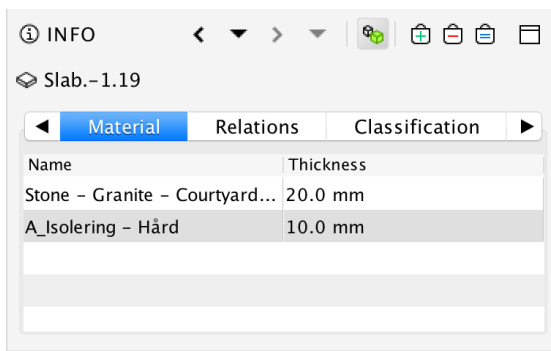 INFO
Slab.-1.19
Material Relations Classification
Name Thickness
Stone - Granite - Courtyard... 20.0 mm
A_Isolering - Hård 10.0 mm